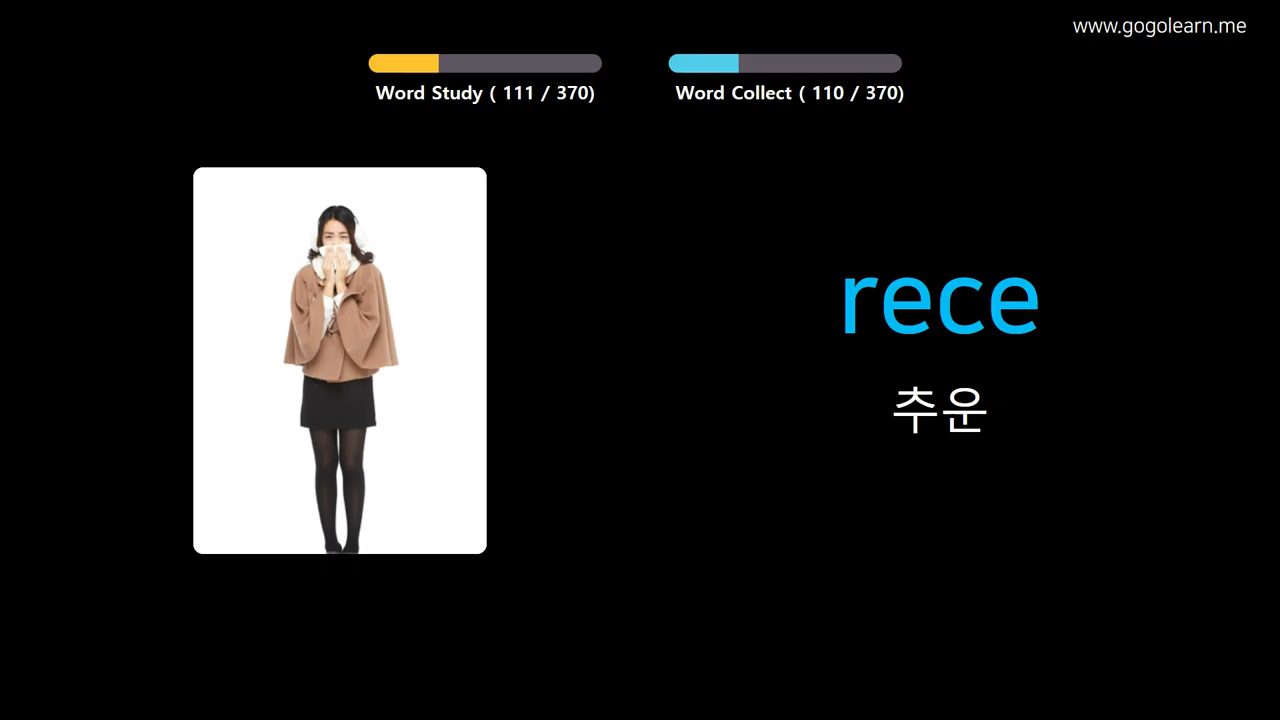 www.gogolearn.me
Word Study ( 111 / 370)
Word Collect ( 110 / 370)
rece
추운